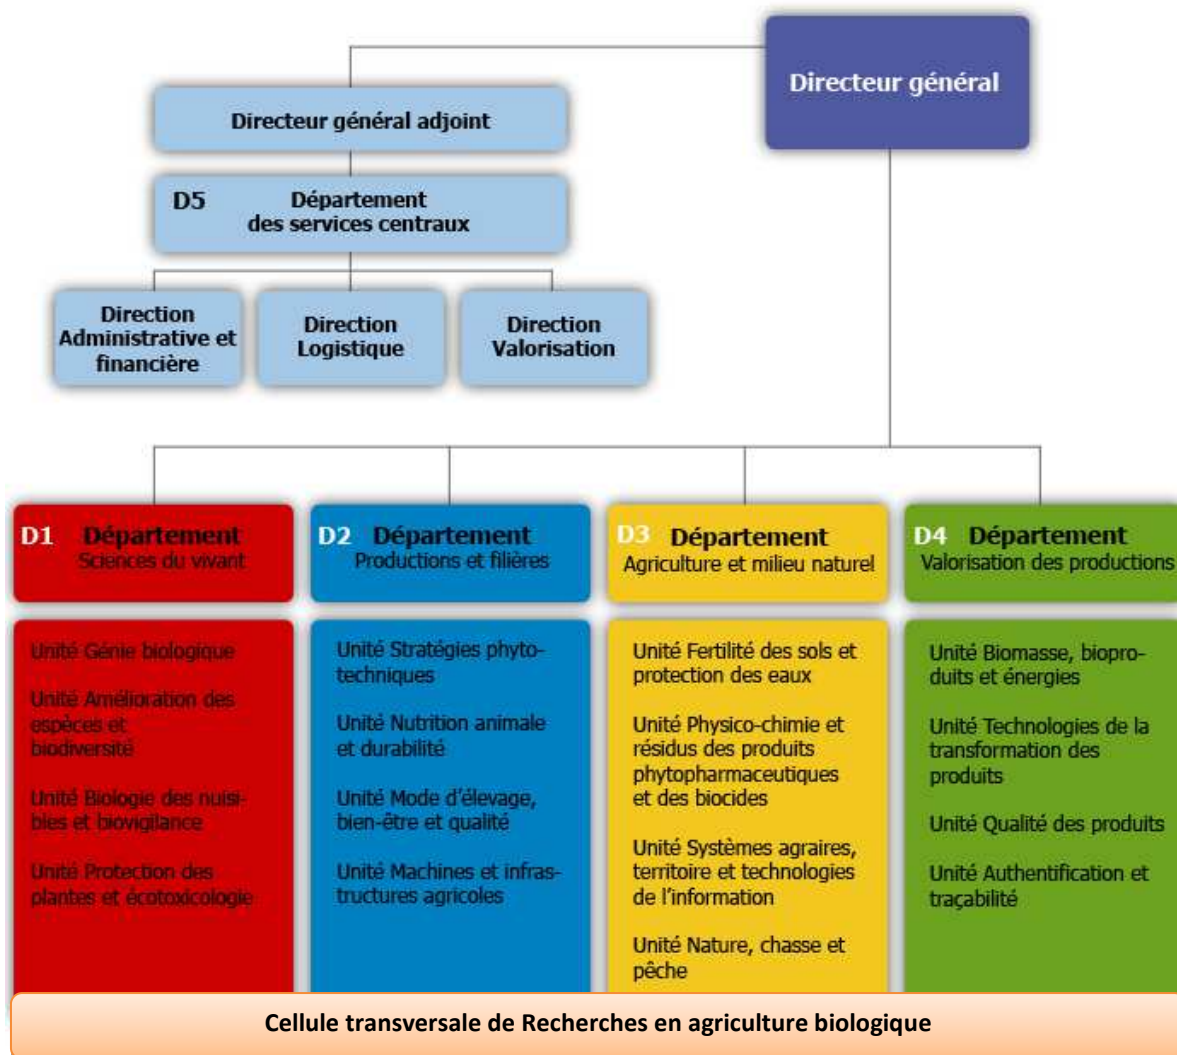 Directeur général
Directeur général adjoint
D5 Département
des services centraux
Direction
Administrative et
financière
Direction
Logistique
Direction
Valorisation
D1 Département
Sciences du vivant
Unité Génie biologique
Unité Amélioration des
espèces et
biodiversité
Unité Biologie des nuisi-
bles et biovigilance
Unité Protection des
plantes et écotoxicologie
D2 Département
Productions et filières
Unité Stratégies phyto-
techniques
Unité Nutrition animale
et durabilité
Unité Mode d'élevage,
bien-être et qualité
Unité Machines et infras-
tructures agricoles
D3 Département
Agriculture et milieu naturel
Unité Fertilité des sols et
protection des eaux
Unité Physico-chimie et
résidus des produits
phytopharmaceutiques
et des biocides
Unité Systèmes agraires,
territoire et technologies
de l'information
Unité Nature, chasse et
pêche
D4 Département
Valorisation des productions
Unité Biomasse, biopro-
duits et énergies
Unité Technologies de la
transformation des
produits
Unité Qualité des produits
Unité Authentification et
traçabilité
Cellule transversale de Recherches en agriculture biologique